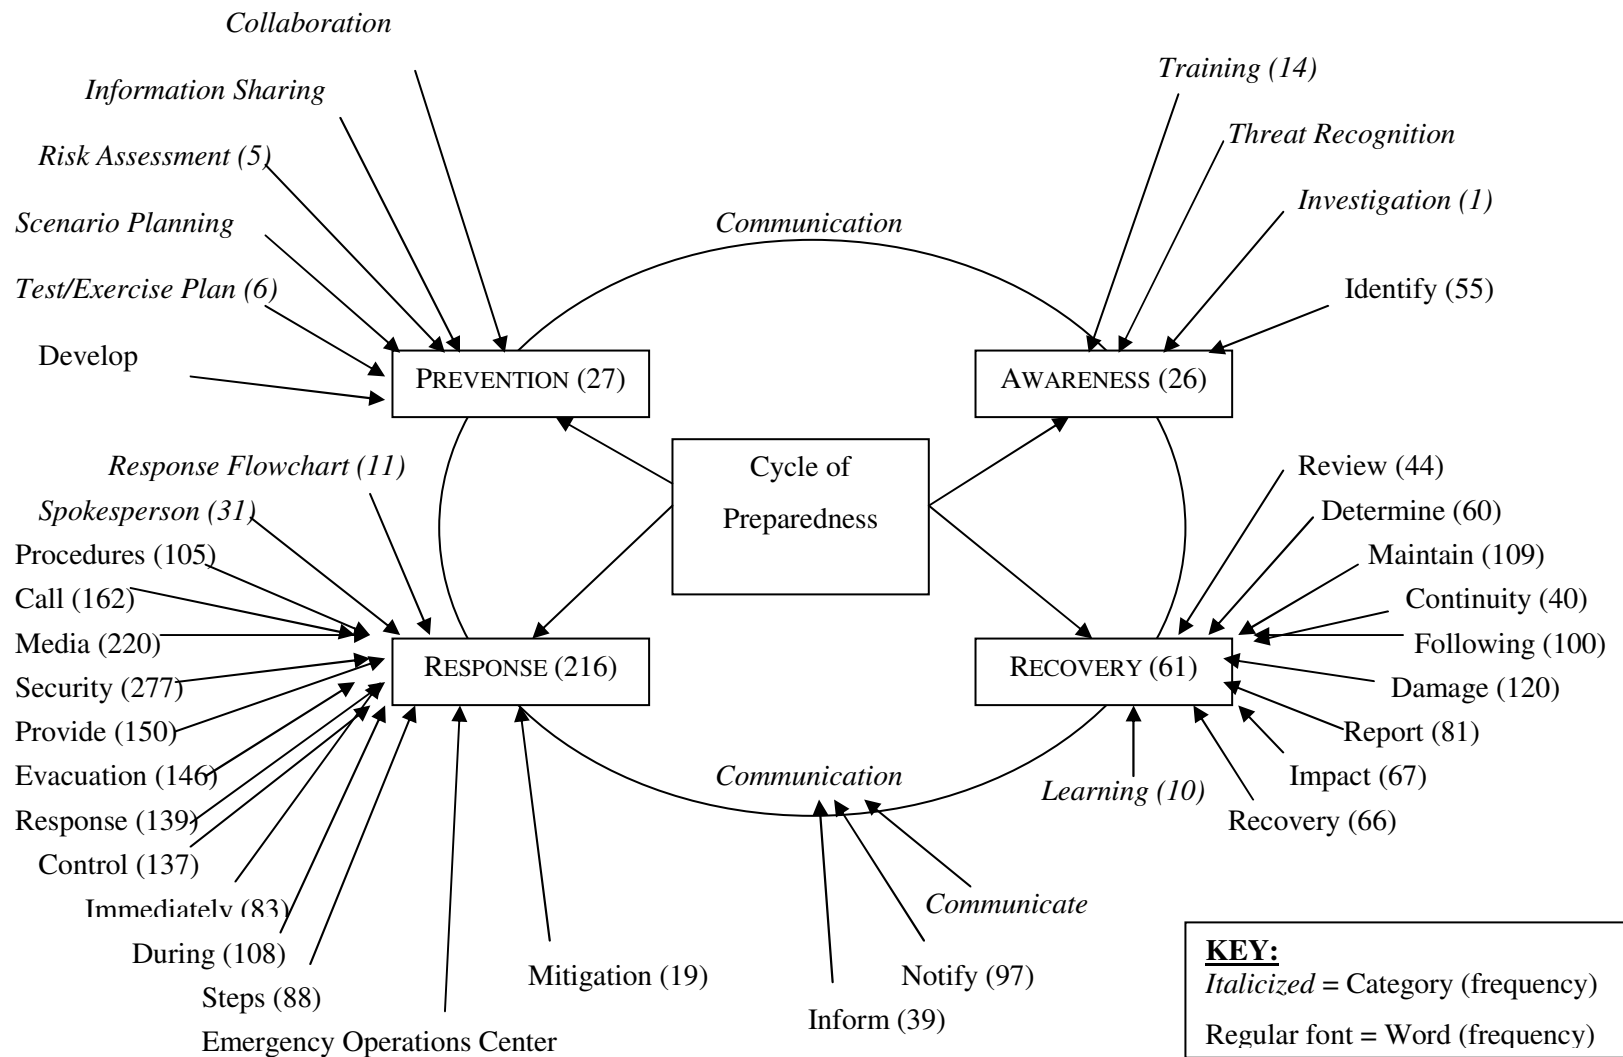 Collaboration
Information Sharing
Risk Assessment (5)
Scenario Planning
Test/Exercise Plan (6)
Develop
Training (14)
Threat Recognition
Investigation (1)
Identify (55)
Communication
PREVENTION (27)
AWARENESS (26)
Cycle of
Preparedness
Response Flowchart (11)
Spokesperson (31)
Procedures (105)
Call (162)
Media (220)
Security (277)
Provide (150)
Evacuation (146)
Response (139)
Control (137)
Immediately (83)
During (108)
Steps (88)
Emergency Operations Center
Mitigation (19)
RESPONSE (216)
RECOVERY (61)
Review (44)
Determine (60)
Maintain (109)
Continuity (40)
Following (100)
Damage (120)
Report (81)
Impact (67)
Recovery (66)
Learning (10)
Communication
Communicate
Notify (97)
Inform (39)
KEY:
Italicized = Category (frequency)
Regular font = Word (frequency)